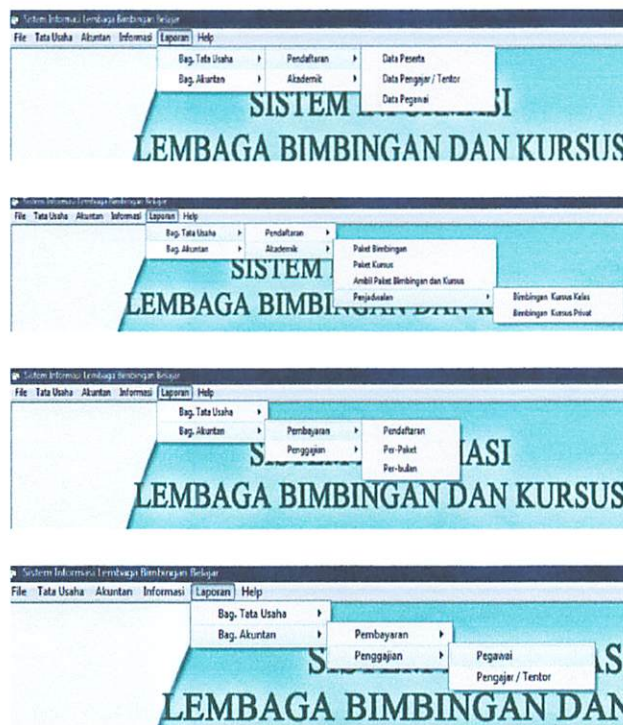 Sistem Informasi Lembaga Bimbingan Belajar
File Tata Usaha Akuntan Informasi Laporan Help
Bag. Tata Usaha Pendaftaran Data Peserta
Bag. Akuntan Akademik Data Pengajar / Tentor
Data Pegawai
SISTEM INFORMASI
LEMBAGA BIMBINGAN DAN KURSUS
Sistem Informasi Lembaga Bimbingan Belajar
File Tata Usaha Akuntan Informasi Laporan Help
Bag. Tata Usaha Pendaftaran
Bag. Akuntan Akademik Paket Bimbingan
Paket Kursus
SISTEM
Ambil Paket Bimbingan dan Kursus
Penjadwalan Bimbingan Kursus Kelas
LEMBAGA BIMBINGAN DAN K
Bimbingan Kursus Privat
Sistem Informasi Lembaga Bimbingan Belajar
File Tata Usaha Akuntan Informasi Laporan Help
Bag. Tata Usaha
Bag. Akuntan Pembayaran Pendaftaran
Penggajian Per-Paket
Per-bulan
SISTEM INFORMASI
LEMBAGA BIMBINGAN DAN KURSUS
Sistem Informasi Lembaga Bimbingan Belajar
File Tata Usaha Akuntan Informasi Laporan Help
Bag. Tata Usaha
Bag. Akuntan Pembayaran
Penggajian Pegawai
Pengajar / Tentor
LEMBAGA BIMBINGAN DAN